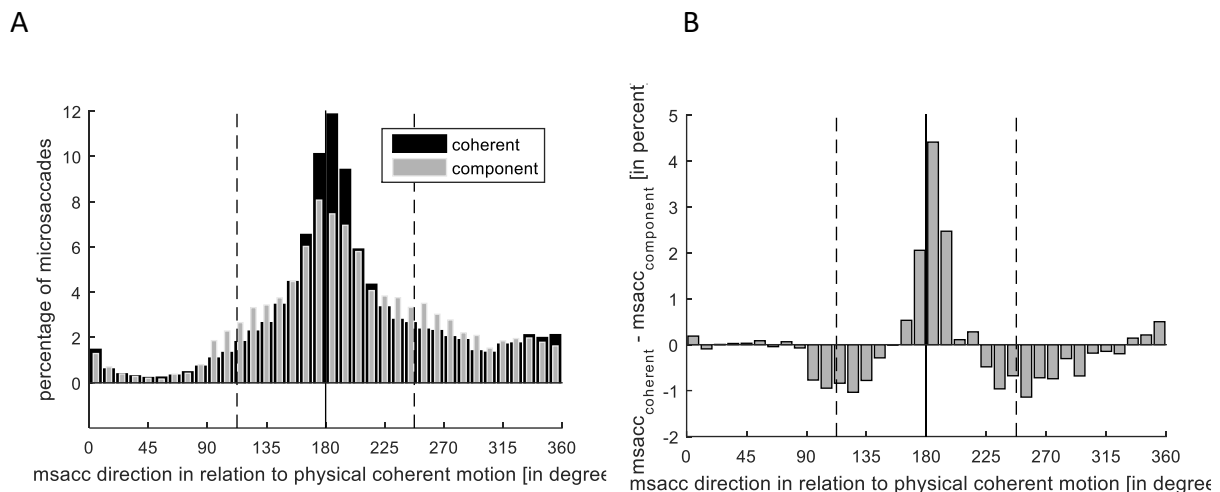 A
B
percentage of microsaccades
12
10
8
6
4
2
0
coherent
component
0 45 90 135 180 225 270 315 360
msacc direction in relation to physical coherent motion [in degree
msacc coherent - msacc component [in percent]
5
4
3
2
1
0
-1
-2
0 45 90 135 180 225 270 315 360
msacc direction in relation to physical coherent motion [in degree